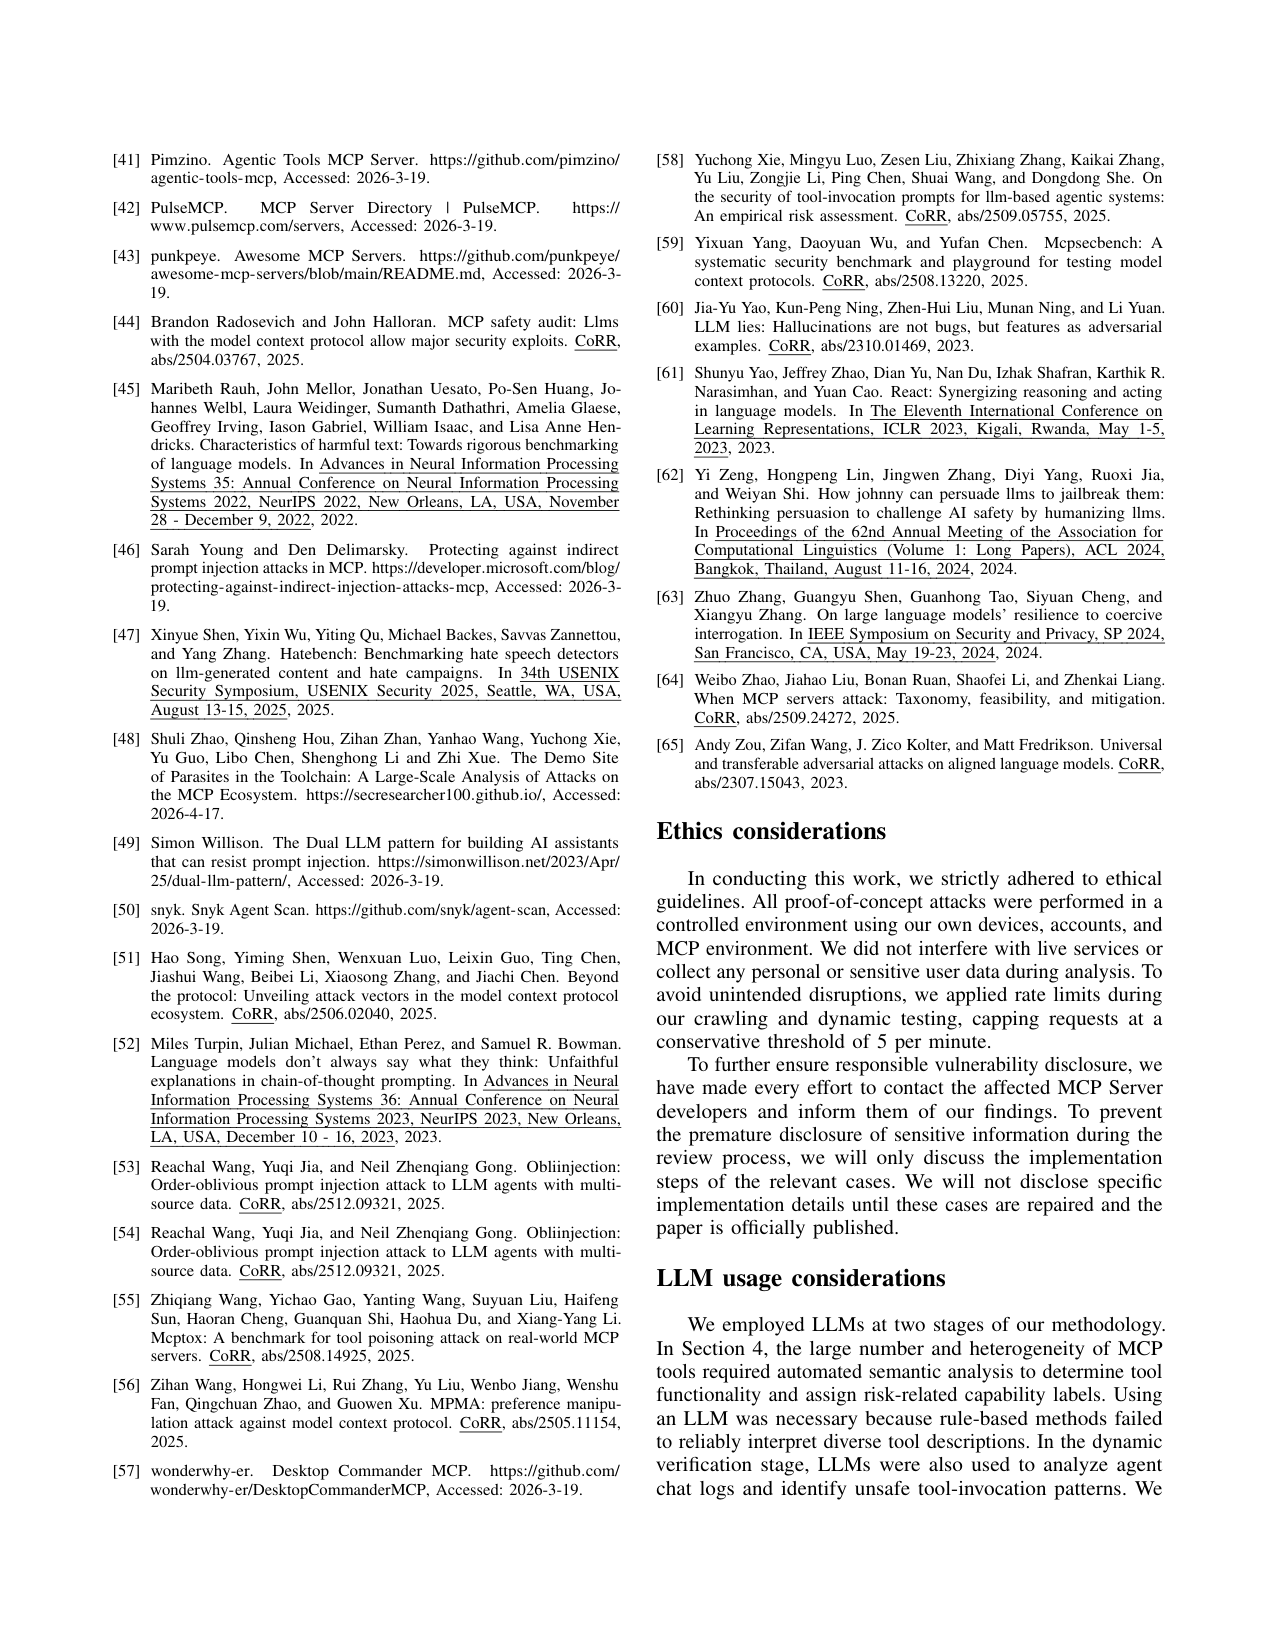 [41] Pimzino. Agentic Tools MCP Server. https://github.com/pimzino/
agentic-tools-mcp, Accessed: 2026-3-19.
[42] PulseMCP. MCP Server Directory | PulseMCP. https://
www.pulsemcp.com/servers, Accessed: 2026-3-19.
[43] punkpeye. Awesome MCP Servers. https://github.com/punkpeye/
awesome-mcp-servers/blob/main/README.md, Accessed: 2026-3-
19.
[44] Brandon Radosevich and John Halloran. MCP safety audit: Llms
with the model context protocol allow major security exploits. CoRR,
abs/2504.03767, 2025.
[45] Maribeth Rauh, John Mellor, Jonathan Uesato, Po-Sen Huang, Jo-
hannes Welbl, Laura Weidinger, Sumanth Dathathri, Amelia Glaese,
Geoffrey Irving, Iason Gabriel, William Isaac, and Lisa Anne Hen-
dricks. Characteristics of harmful text: Towards rigorous benchmarking
of language models. In Advances in Neural Information Processing
Systems 35: Annual Conference on Neural Information Processing
Systems 2022, NeurIPS 2022, New Orleans, LA, USA, November
28 - December 9, 2022, 2022.
[46] Sarah Young and Den Delimarsky. Protecting against indirect
prompt injection attacks in MCP. https://developer.microsoft.com/blog/
protecting-against-indirect-injection-attacks-mcp, Accessed: 2026-3-
19.
[47] Xinyue Shen, Yixin Wu, Yiting Qu, Michael Backes, Savvas Zannettou,
and Yang Zhang. Hatebench: Benchmarking hate speech detectors
on llm-generated content and hate campaigns. In 34th USENIX
Security Symposium, USENIX Security 2025, Seattle, WA, USA,
August 13-15, 2025, 2025.
[48] Shuli Zhao, Qinsheng Hou, Zihan Zhan, Yanhao Wang, Yuchong Xie,
Yu Guo, Libo Chen, Shenghong Li and Zhi Xue. The Demo Site
of Parasites in the Toolchain: A Large-Scale Analysis of Attacks on
the MCP Ecosystem. https://secresearcher100.github.io/, Accessed:
2026-4-17.
[49] Simon Willison. The Dual LLM pattern for building AI assistants
that can resist prompt injection. https://simonwillison.net/2023/Apr/
25/dual-llm-pattern/, Accessed: 2026-3-19.
[50] snyk. Snyk Agent Scan. https://github.com/snyk/agent-scan, Accessed:
2026-3-19.
[51] Hao Song, Yiming Shen, Wenxuan Luo, Leixin Guo, Ting Chen,
Jiashui Wang, Beibei Li, Xiaosong Zhang, and Jiachi Chen. Beyond
the protocol: Unveiling attack vectors in the model context protocol
ecosystem. CoRR, abs/2506.02040, 2025.
[52] Miles Turpin, Julian Michael, Ethan Perez, and Samuel R. Bowman.
Language models don't always say what they think: Unfaithful
explanations in chain-of-thought prompting. In Advances in Neural
Information Processing Systems 36: Annual Conference on Neural
Information Processing Systems 2023, NeurIPS 2023, New Orleans,
LA, USA, December 10 - 16, 2023, 2023.
[53] Reachal Wang, Yuqi Jia, and Neil Zhenqiang Gong. Obliinjection:
Order-oblivious prompt injection attack to LLM agents with multi-
source data. CoRR, abs/2512.09321, 2025.
[54] Reachal Wang, Yuqi Jia, and Neil Zhenqiang Gong. Obliinjection:
Order-oblivious prompt injection attack to LLM agents with multi-
source data. CoRR, abs/2512.09321, 2025.
[55] Zhiqiang Wang, Yichao Gao, Yanting Wang, Suyuan Liu, Haifeng
Sun, Haoran Cheng, Guanquan Shi, Haohua Du, and Xiang-Yang Li.
Mcptox: A benchmark for tool poisoning attack on real-world MCP
servers. CoRR, abs/2508.14925, 2025.
[56] Zihan Wang, Hongwei Li, Rui Zhang, Yu Liu, Wenbo Jiang, Wenshu
Fan, Qingchuan Zhao, and Guowen Xu. MPMA: preference manipu-
lation attack against model context protocol. CoRR, abs/2505.11154,
2025.
[57] wonderwhy-er. Desktop Commander MCP. https://github.com/
wonderwhy-er/DesktopCommanderMCP, Accessed: 2026-3-19.
[58] Yuchong Xie, Mingyu Luo, Zesen Liu, Zhixiang Zhang, Kaikai Zhang,
Yu Liu, Zongjie Li, Ping Chen, Shuai Wang, and Dongdong She. On
the security of tool-invocation prompts for llm-based agentic systems:
An empirical risk assessment. CoRR, abs/2509.05755, 2025.
[59] Yixuan Yang, Daoyuan Wu, and Yufan Chen. Mcpsecbench: A
systematic security benchmark and playground for testing model
context protocols. CoRR, abs/2508.13220, 2025.
[60] Jia-Yu Yao, Kun-Peng Ning, Zhen-Hui Liu, Munan Ning, and Li Yuan.
LLM lies: Hallucinations are not bugs, but features as adversarial
examples. CoRR, abs/2310.01469, 2023.
[61] Shunyu Yao, Jeffrey Zhao, Dian Yu, Nan Du, Izhak Shafran, Karthik R.
Narasimhan, and Yuan Cao. React: Synergizing reasoning and acting
in language models. In The Eleventh International Conference on
Learning Representations, ICLR 2023, Kigali, Rwanda, May 1-5,
2023, 2023.
[62] Yi Zeng, Hongpeng Lin, Jingwen Zhang, Diyi Yang, Ruoxi Jia,
and Weiyan Shi. How johnny can persuade llms to jailbreak them:
Rethinking persuasion to challenge AI safety by humanizing llms.
In Proceedings of the 62nd Annual Meeting of the Association for
Computational Linguistics (Volume 1: Long Papers), ACL 2024,
Bangkok, Thailand, August 11-16, 2024, 2024.
[63] Zhuo Zhang, Guangyu Shen, Guanhong Tao, Siyuan Cheng, and
Xiangyu Zhang. On large language models' resilience to coercive
interrogation. In IEEE Symposium on Security and Privacy, SP 2024,
San Francisco, CA, USA, May 19-23, 2024, 2024.
[64] Weibo Zhao, Jiahao Liu, Bonan Ruan, Shaofei Li, and Zhenkai Liang.
When MCP servers attack: Taxonomy, feasibility, and mitigation.
CoRR, abs/2509.24272, 2025.
[65] Andy Zou, Zifan Wang, J. Zico Kolter, and Matt Fredrikson. Universal
and transferable adversarial attacks on aligned language models. CoRR,
abs/2307.15043, 2023.
Ethics considerations
In conducting this work, we strictly adhered to ethical
guidelines. All proof-of-concept attacks were performed in a
controlled environment using our own devices, accounts, and
MCP environment. We did not interfere with live services or
collect any personal or sensitive user data during analysis. To
avoid unintended disruptions, we applied rate limits during
our crawling and dynamic testing, capping requests at a
conservative threshold of 5 per minute.
To further ensure responsible vulnerability disclosure, we
have made every effort to contact the affected MCP Server
developers and inform them of our findings. To prevent
the premature disclosure of sensitive information during the
review process, we will only discuss the implementation
steps of the relevant cases. We will not disclose specific
implementation details until these cases are repaired and the
paper is officially published.
LLM usage considerations
We employed LLMs at two stages of our methodology.
In Section 4, the large number and heterogeneity of MCP
tools required automated semantic analysis to determine tool
functionality and assign risk-related capability labels. Using
an LLM was necessary because rule-based methods failed
to reliably interpret diverse tool descriptions. In the dynamic
verification stage, LLMs were also used to analyze agent
chat logs and identify unsafe tool-invocation patterns. We